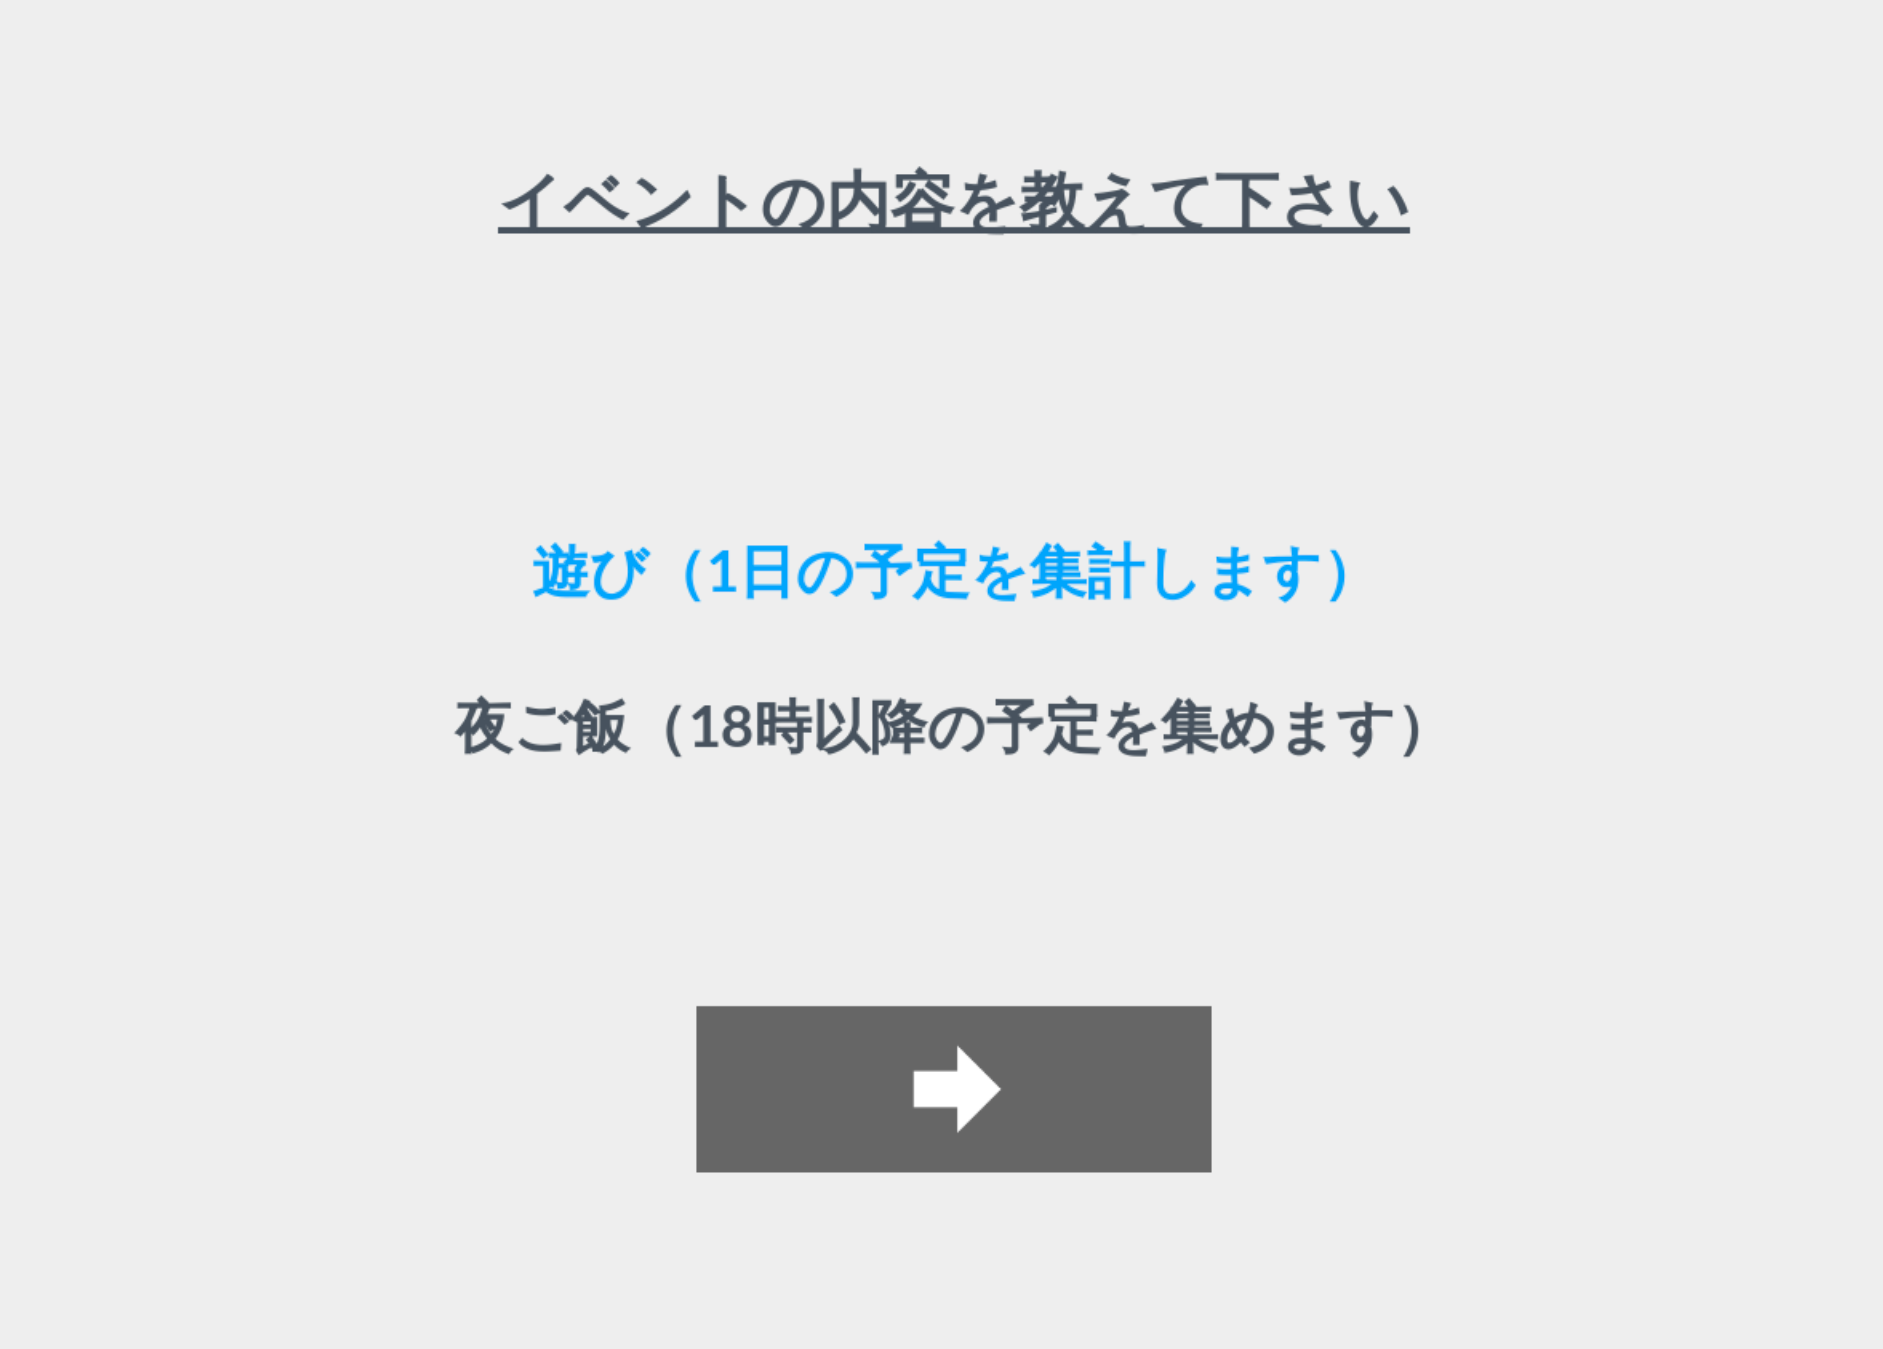 イベントの内容を教えて下さい
遊び（1日の予定を集計します）
夜ご飯（18時以降の予定を集めます）